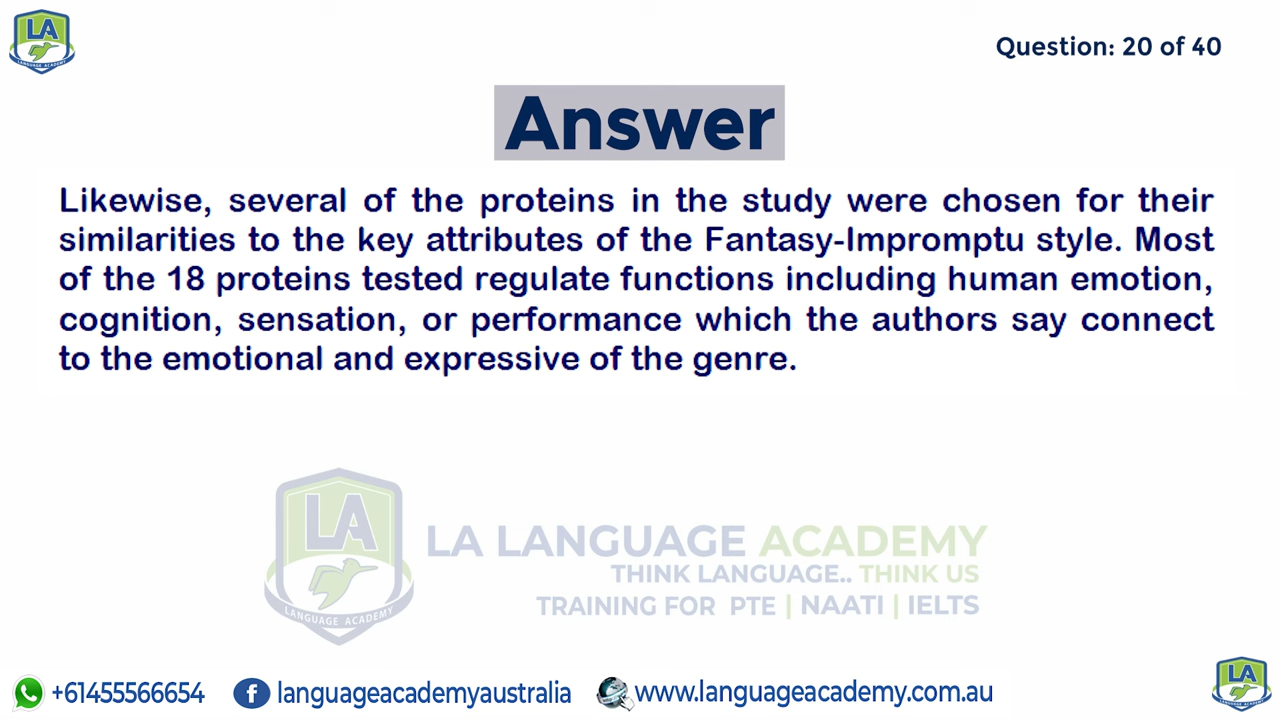 LA
LANGUAGE ACADEMY
Question: 20 of 40
Answer
Likewise, several of the proteins in the study were chosen for their
similarities to the key attributes of the Fantasy-Impromptu style. Most
of the 18 proteins tested regulate functions including human emotion,
cognition, sensation, or performance which the authors say connect
to the emotional and expressive of the genre.
LA
LANGUAGE ACADEMY
LA LANGUAGE ACADEMY
THINK LANGUAGE.. THINK US
TRAINING FOR PTE | NAATI | IELTS
+61455566654
languageacademyaustralia
www.languageacademy.com.au
LA
LANGUAGE ACADEMY